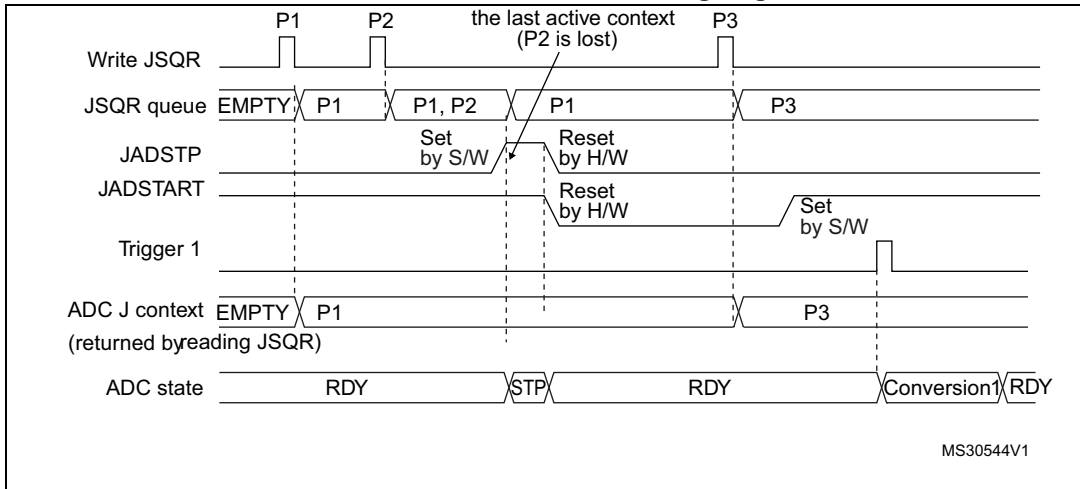 P1 P2 the last active context P3
(P2 is lost)
Write JSQR
JSQR queue EMPTY P1 P1, P2 P1 P3
Set Reset
JADSTP by S/W by H/W
JADSTART Reset Set
by H/W by S/W
Trigger 1
ADC J context EMPTY P1 P3
(returned byreading JSQR)
ADC state RDY STP RDY Conversion1 RDY
MS30544V1